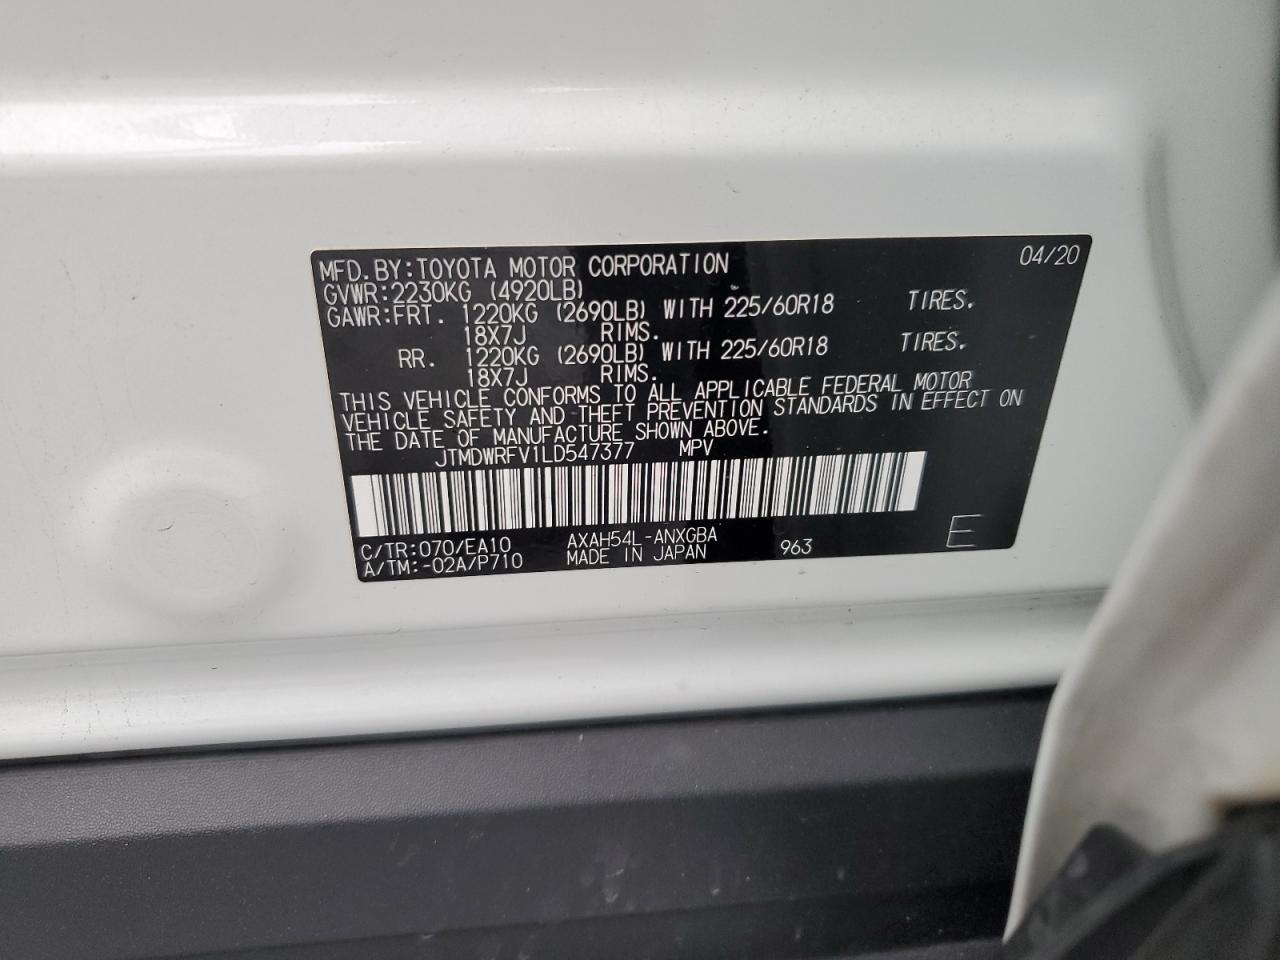 04/20
MFD.BY:TOYOTA MOTOR CORPORATION
GVWR:2230KG (4920LB)
GAWR:FRT. 1220KG (2690LB) WITH 225/60R18 TIRES.
18X7J RIMS.
RR. 1220KG (2690LB) WITH 225/60R18 TIRES.
18X7J RIMS.
THIS VEHICLE CONFORMS TO ALL APPLICABLE FEDERAL MOTOR
VEHICLE SAFETY AND THEFT PREVENTION STANDARDS IN EFFECT ON
THE DATE OF MANUFACTURE SHOWN ABOVE.
JTMDWRFV1LD547377 MPV
C/TR:070/EA10 AXAH54L-ANXGBA
A/TM:-02A/P710 MADE IN JAPAN 963 E